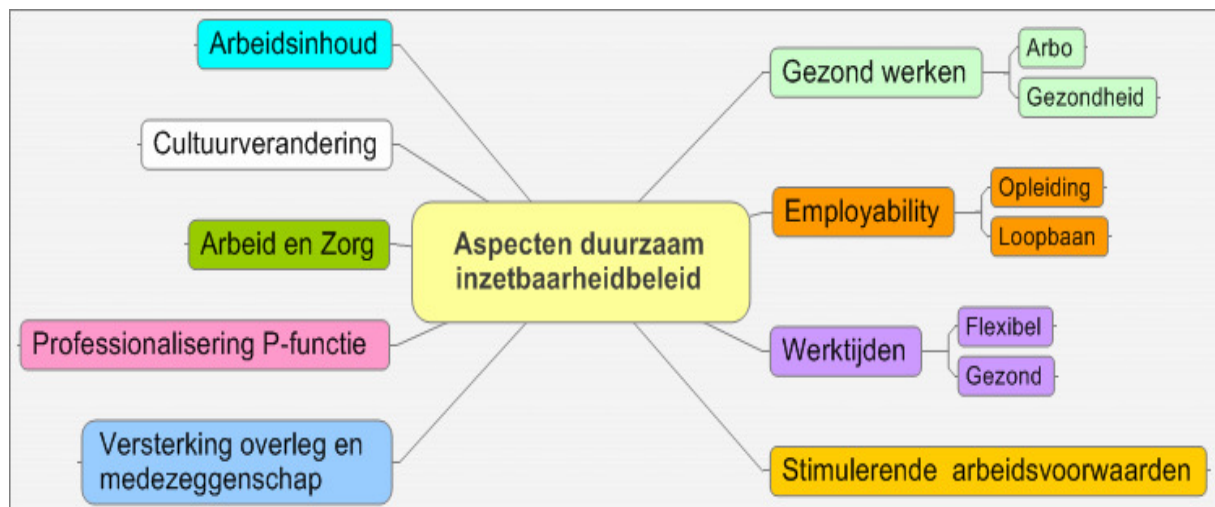 Arbeidsinhoud
Cultuurverandering
Arbeid en Zorg
Professionalisering P-functie
Versterking overleg en
medezeggenschap
Aspecten duurzaam
inzetbaarheidbeleid
Gezond werken
Arbo
Gezondheid
Employability
Opleiding
Loopbaan
Werktijden
Flexibel
Gezond
Stimulerende arbeidsvoorwaarden